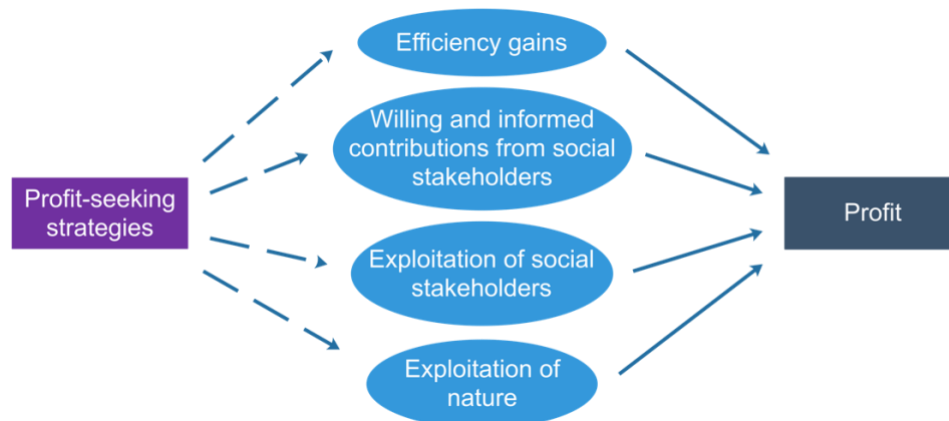 Efficiency gains
Willing and informed
contributions from social
stakeholders
Profit-seeking
strategies
Profit
Exploitation of social
stakeholders
Exploitation of
nature